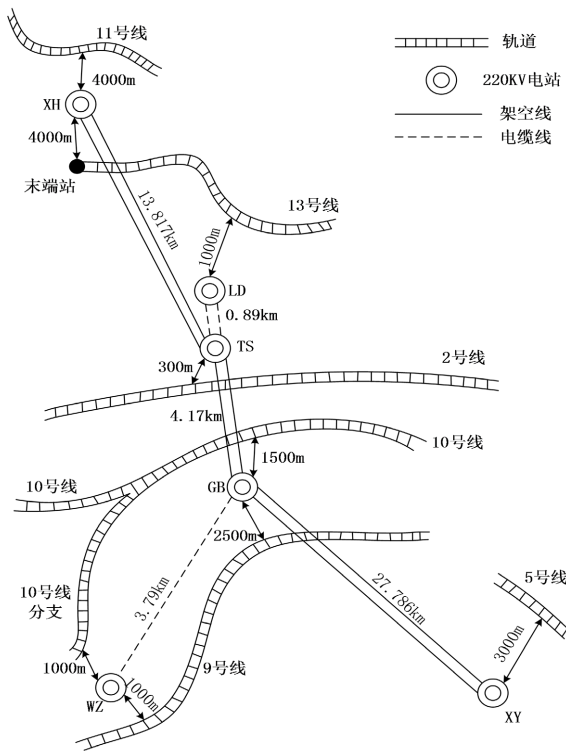 11号线
轨道
4000m
220KV电站
XH
架空线
4000m
电缆线
末端站
13.817km
13号线
1000m
LD
0.89km
TS
300m
2号线
4.17km
10号线
1500m
10号线
GB
2500m
10号线
分支
3.79km
27.786km
5号线
3000m
1000m
9号线
1000m
WZ
XY